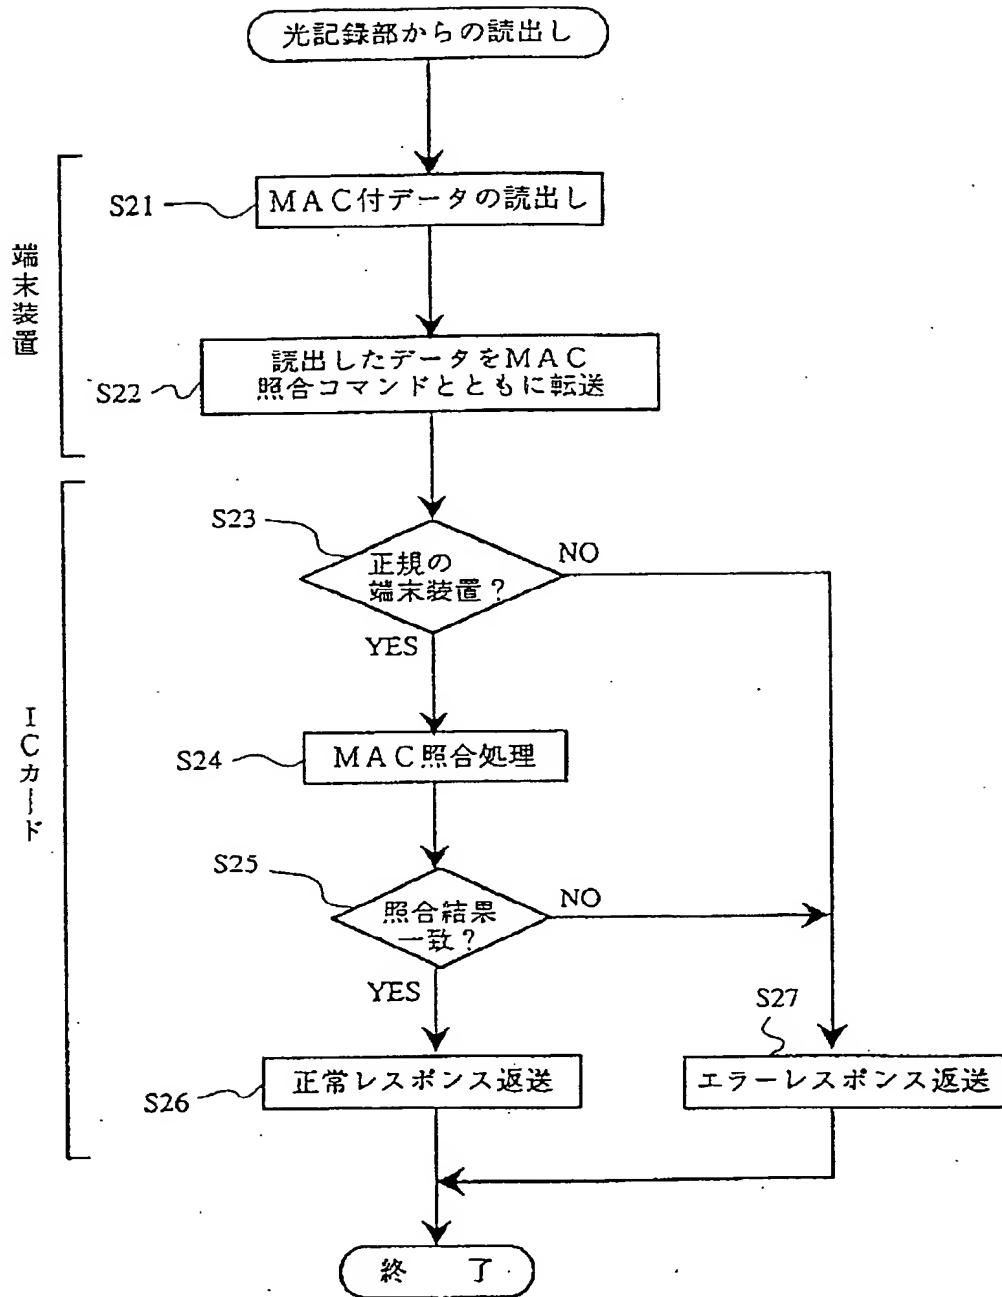 光記録部からの読出し
端末装置
S21
MAC付データの読出し
S22
読出したデータをMAC
照合コマンドとともに転送
ICカード
S23
正規の
端末装置?
NO
YES
S24
MAC照合処理
S25
照合結果
一致?
NO
YES
S26
正常レスポンス返送
S27
エラーレスポンス返送
終 了